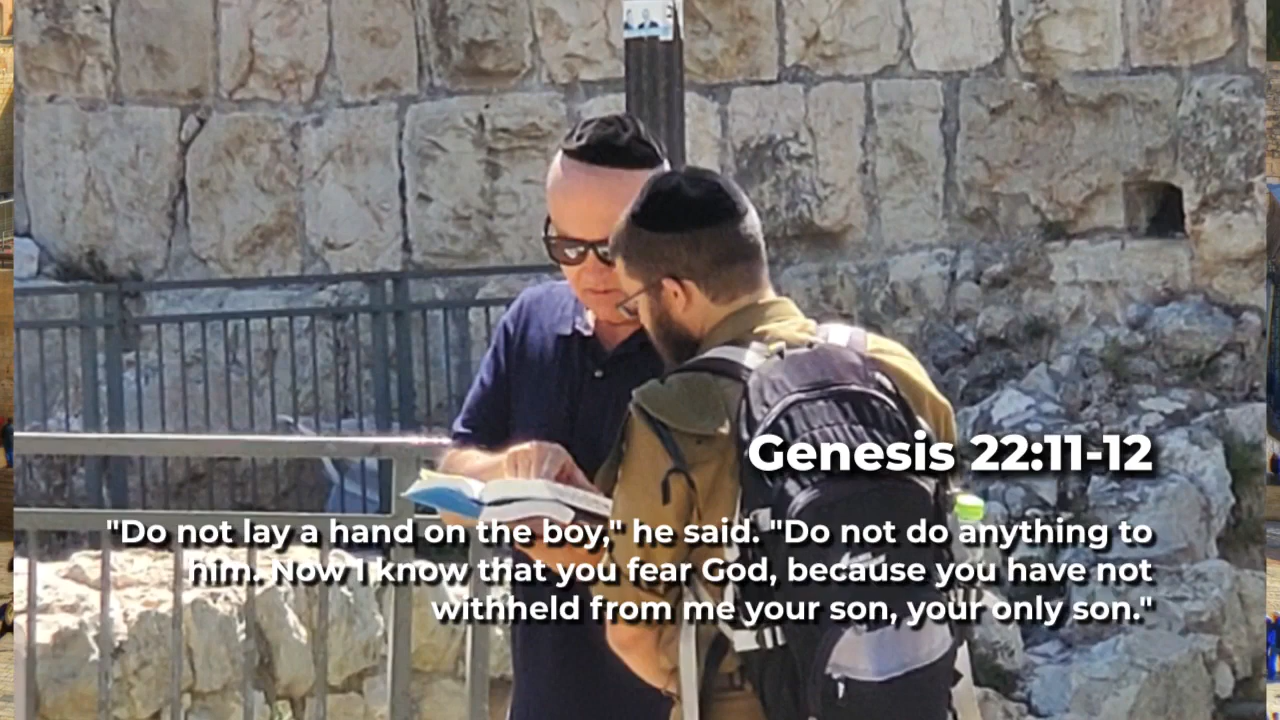 Genesis 22:11-12
"Do not lay a hand on the boy," he said. "Do not do anything to
him. Now I know that you fear God, because you have not
withheld from me your son, your only son."